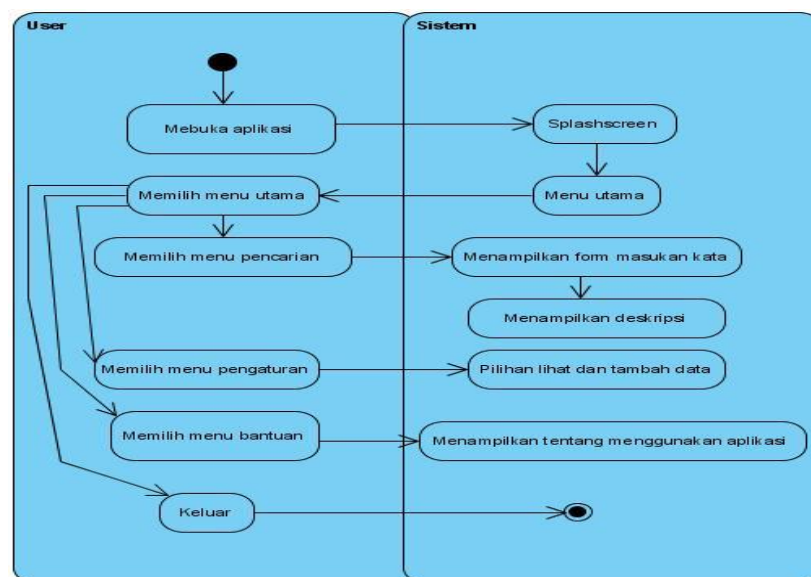 User
Sistem
Mebuka aplikasi
Splashscreen
Memilih menu utama
Menu utama
Memilih menu pencarian
Menampilkan form masukan kata
Menampilkan deskripsi
Memilih menu pengaturan
Pilihan lihat dan tambah data
Memilih menu bantuan
Menampilkan tentang menggunakan aplikasi
Keluar